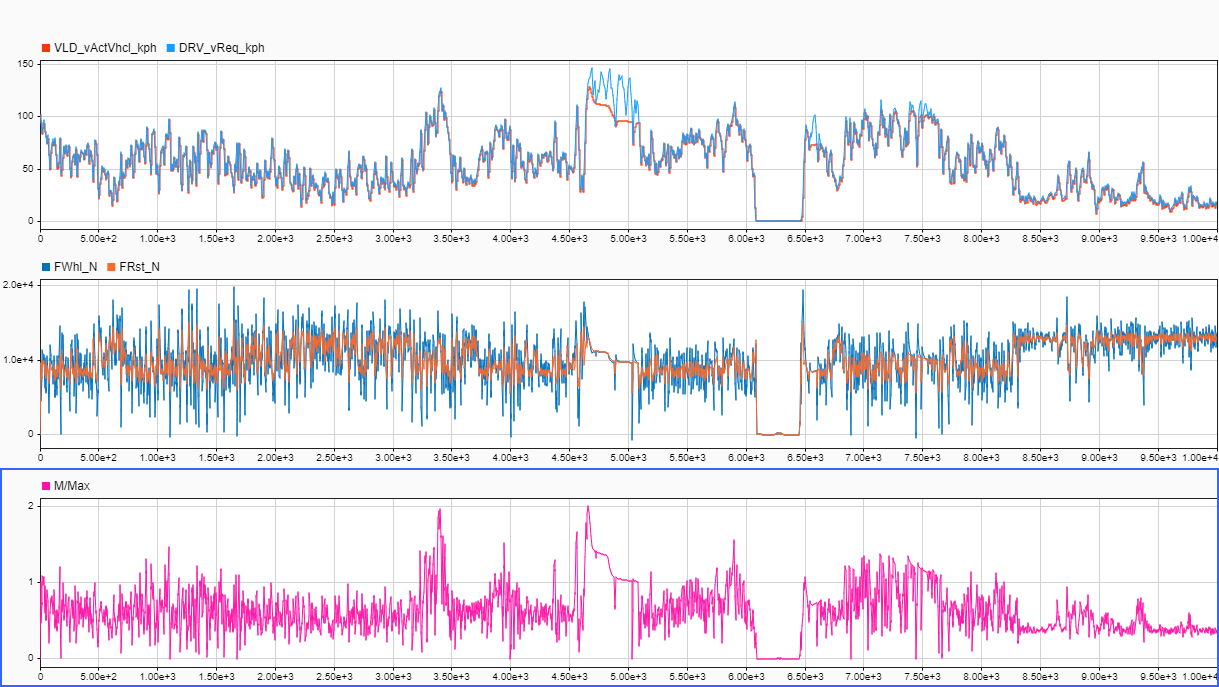 VLD_vActVhcl_kph DRV_vReq_kph
150
100
50
0
0 5.00e+2 1.00e+3 1.50e+3 2.00e+3 2.50e+3 3.00e+3 3.50e+3 4.00e+3 4.50e+3 5.00e+3 5.50e+3 6.00e+3 6.50e+3 7.00e+3 7.50e+3 8.00e+3 8.50e+3 9.00e+3 9.50e+3 1.00e+4
FWhl_N FRst_N
2.0e+4
1.0e+4
0
0 5.00e+2 1.00e+3 1.50e+3 2.00e+3 2.50e+3 3.00e+3 3.50e+3 4.00e+3 4.50e+3 5.00e+3 5.50e+3 6.00e+3 6.50e+3 7.00e+3 7.50e+3 8.00e+3 8.50e+3 9.00e+3 9.50e+3 1.00e+4
M/Max
2
1
0
0 5.00e+2 1.00e+3 1.50e+3 2.00e+3 2.50e+3 3.00e+3 3.50e+3 4.00e+3 4.50e+3 5.00e+3 5.50e+3 6.00e+3 6.50e+3 7.00e+3 7.50e+3 8.00e+3 8.50e+3 9.00e+3 9.50e+3 1.00e+4